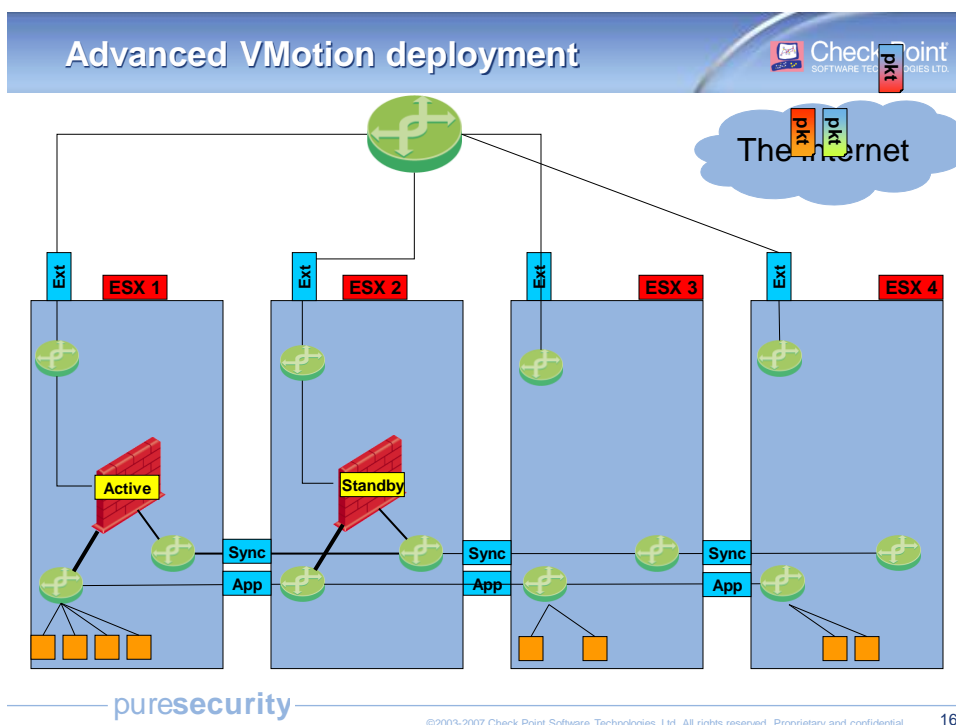 Advanced VMotion deployment
Check Point
SOFTWARE TECHNOLOGIES LTD.
pkt
pkt
pkt
The Internet
Ext
Ext
Ext
Ext
ESX 1
ESX 2
ESX 3
ESX 4
Active
Standby
Sync
Sync
Sync
App
App
App
puresecurity
©2003-2007 Check Point Software Technologies Ltd. All rights reserved. Proprietary and confidential.
16